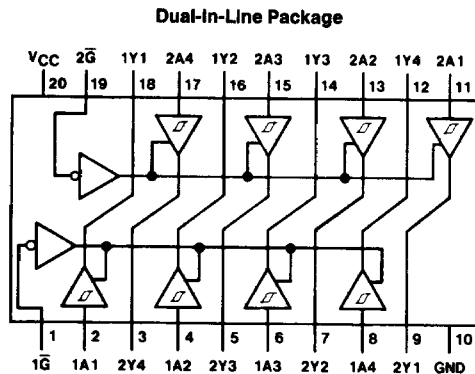 Dual-In-Line Package
VCC 2G̅ 1Y1 2A4 1Y2 2A3 1Y3 2A2 1Y4 2A1
20 19 18 17 16 15 14 13 12 11
1 2 3 4 5 6 7 8 9 10
1G̅ 1A1 2Y4 1A2 2Y3 1A3 2Y2 1A4 2Y1 GND